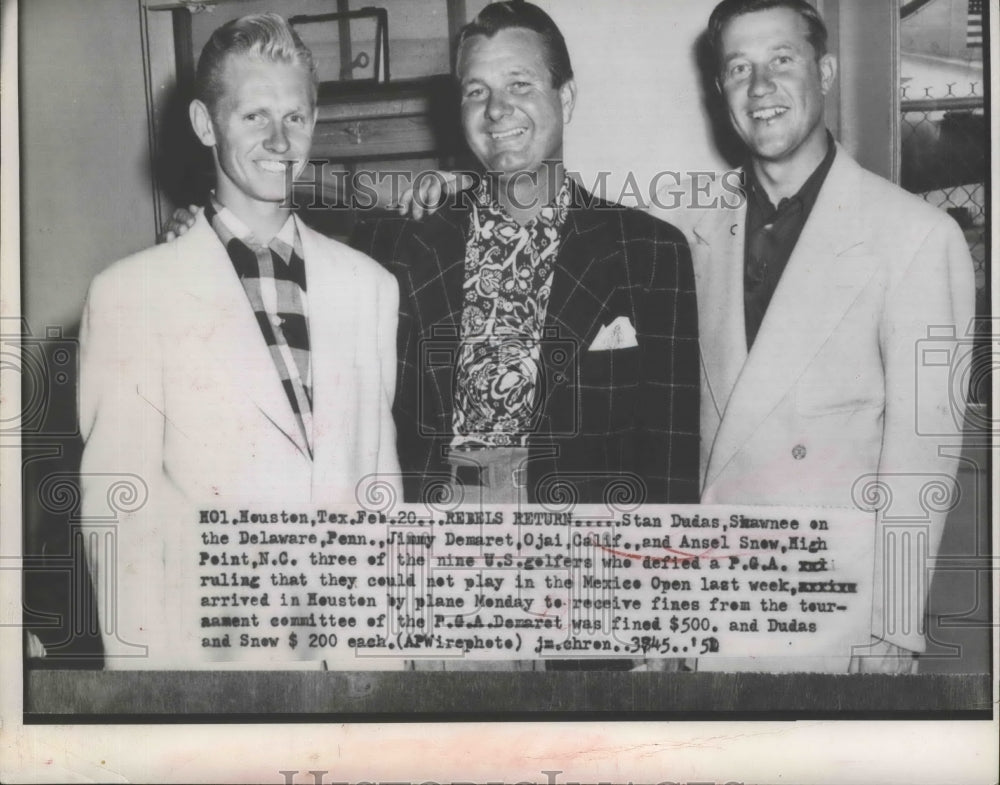 HISTORIC IMAGES
HO1.Houston,Tex.Feb.20...REBELS RETURN.....Stan Dudas,Shawnee on
the Delaware,Penn.,Jimmy Demaret,Ojai.Calif.,and Ansel Snow,High
Point,N.C. three of the nine U.S.golfers who defied a P.G.A.
ruling that they could not play in the Mexico Open last week,
arrived in Houston by plane Monday to receive fines from the tour-
nament committee of the P.G.A.Demaret was fined $500. and Dudas
and Snow $ 200 each.(APWirephoto) jm.chron..3845..'51
HISTORIC IMAGES